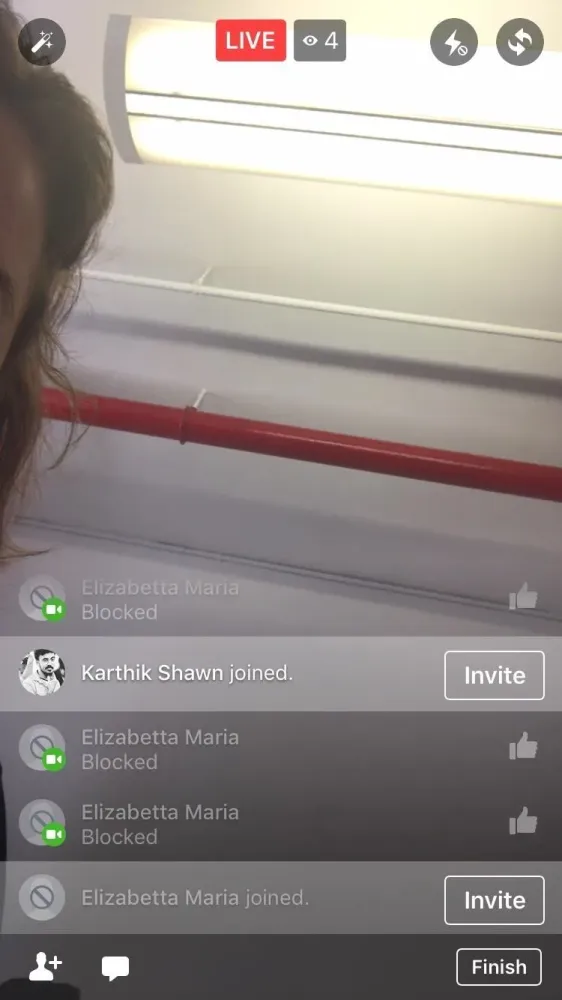 LIVE 4
Elizabetta Maria
Blocked
Karthik Shawn joined.
Invite
Elizabetta Maria
Blocked
Elizabetta Maria
Blocked
Elizabetta Maria joined.
Invite
Finish